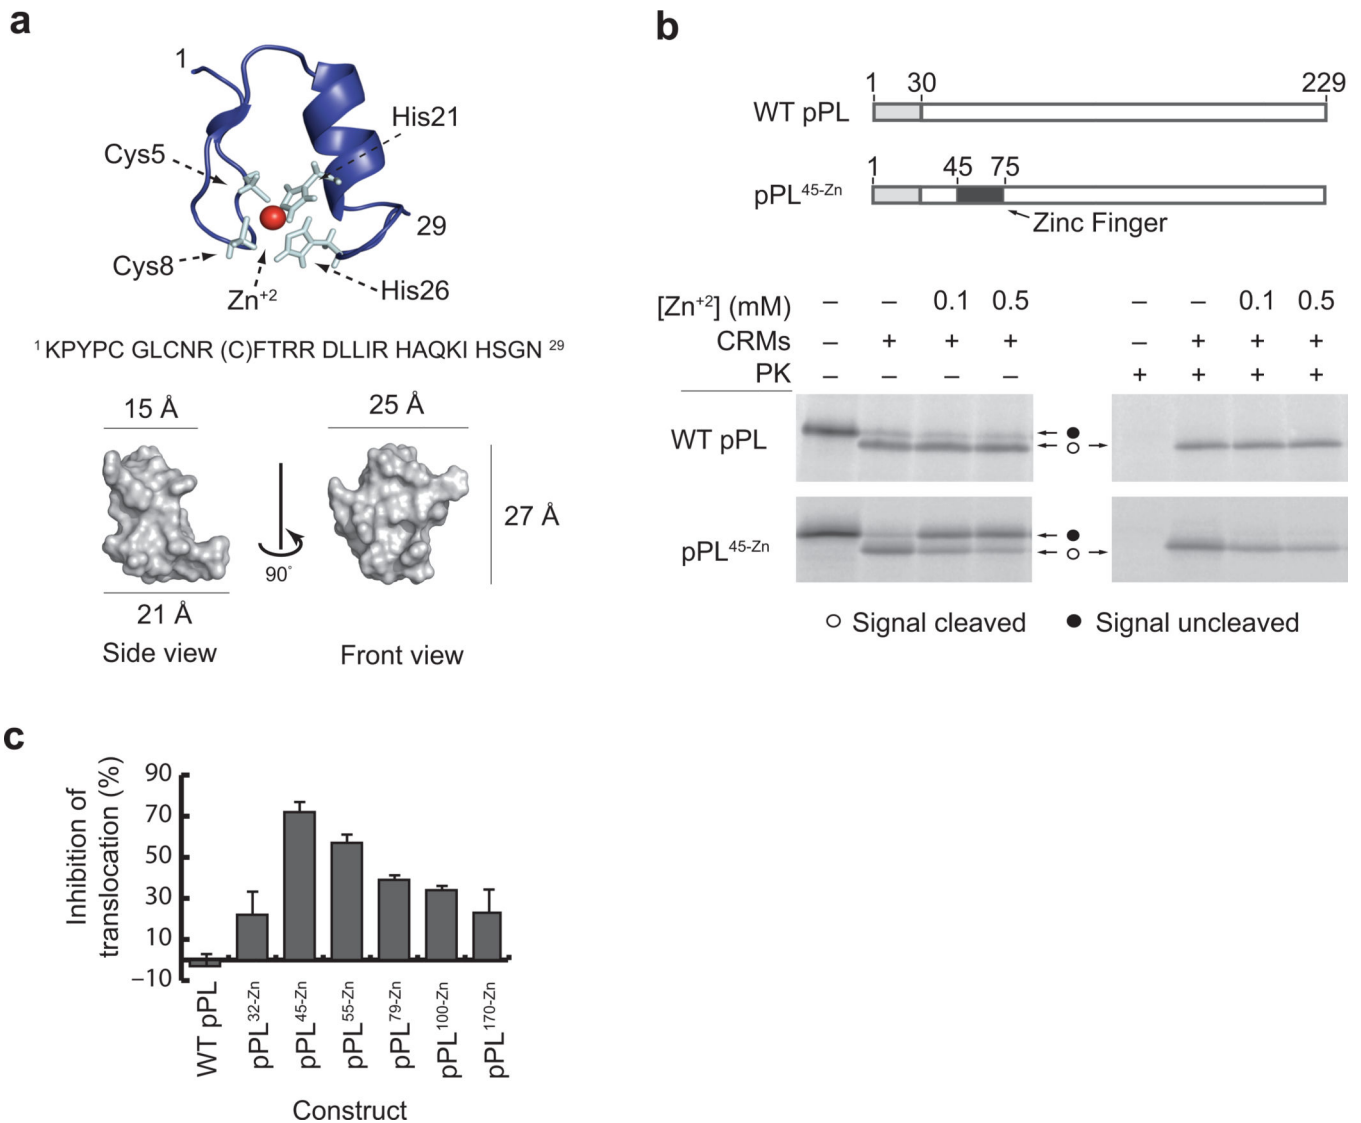 a
1
His21
Cys5
29
Cys8
Zn+2
His26
1 KPYPC GLCNR (C)FTRR DLLIR HAQKI HSGN 29
15 Å
25 Å
27 Å
90°
21 Å
Side view
Front view
b
1 30 229
WT pPL
1 45 75
pPL45-Zn
Zinc Finger
[Zn+2] (mM) – – 0.1 0.5 – – 0.1 0.5
CRMs – + + + – + + +
PK – – – – + + + +
WT pPL
pPL45-Zn
○ Signal cleaved ● Signal uncleaved
c
Inhibition of
translocation (%)
90
70
50
30
10
–10
WT pPL
pPL32-Zn
pPL45-Zn
pPL55-Zn
pPL79-Zn
pPL100-Zn
pPL170-Zn
Construct